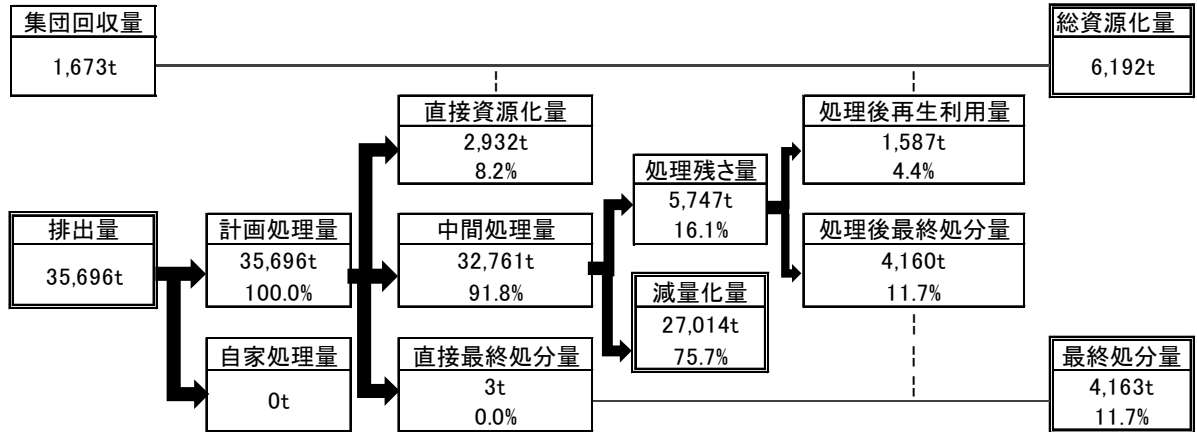 集団回収量
1,673t
総資源化量
6,192t
直接資源化量
2,932t
8.2%
処理後再生利用量
1,587t
4.4%
処理残さ量
5,747t
16.1%
排出量
35,696t
計画処理量
35,696t
100.0%
中間処理量
32,761t
91.8%
処理後最終処分量
4,160t
11.7%
減量化量
27,014t
75.7%
自家処理量
0t
直接最終処分量
3t
0.0%
最終処分量
4,163t
11.7%